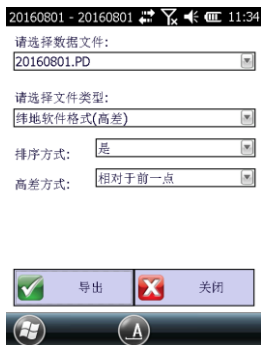 20160801 - 20160801 11:34
请选择数据文件:
20160801.PD
请选择文件类型:
纬地软件格式(高差)
排序方式: 是
高差方式: 相对于前一点
导出 关闭
A